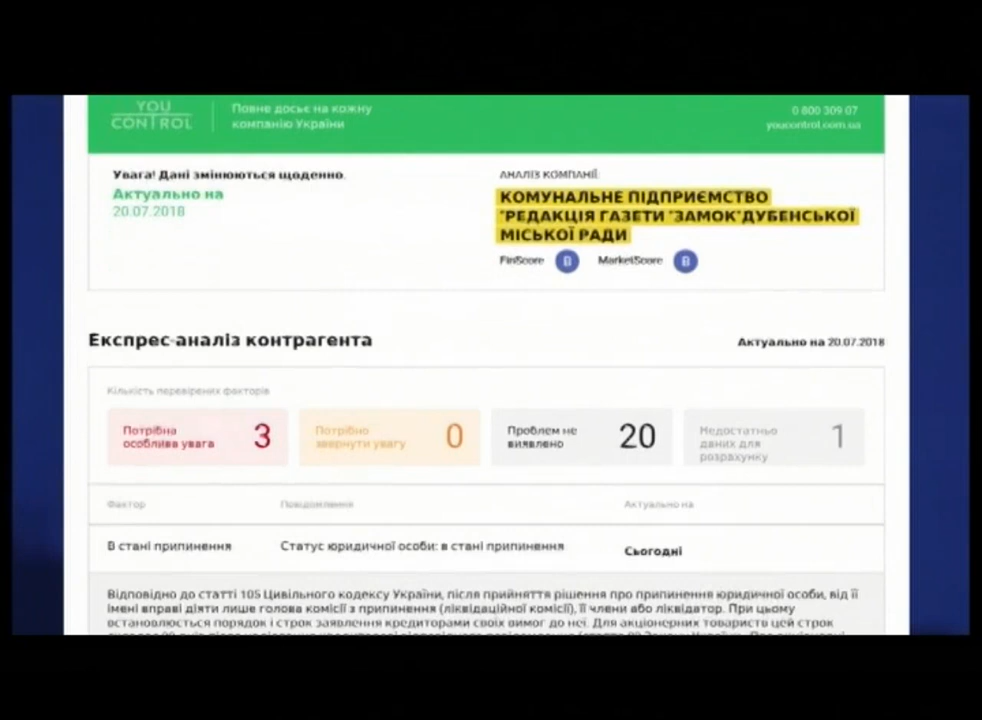 YOU
CONTROL
Повне досьє на кожну
компанію України
0 800 309 07
youcontrol.com.ua
Увага! Дані змінюються щоденно.
Актуально на
20.07.2018
АНАЛІЗ КОМПАНІЇ:
КОМУНАЛЬНЕ ПІДПРИЄМСТВО
"РЕДАКЦІЯ ГАЗЕТИ "ЗАМОК"ДУБЕНСЬКОЇ
МІСЬКОЇ РАДИ
FinScore B MarketScore B
Експрес-аналіз контрагента
Актуально на 20.07.2018
Кількість перевірених факторів
Потрібна
особлива увага
3
Потрібно
звернути увагу
0
Проблем не
виявлено
20
Недостатньо
даних для
розрахунку
1
Фактор Повідомлення Актуально на
В стані припинення Статус юридичної особи: в стані припинення Сьогодні
Відповідно до статті 105 Цивільного кодексу України, після прийняття рішення про припинення юридичної особи, від її
імені вправі діяти лише голова комісії з припинення (ліквідаційної комісії), її члени або ліквідатор. При цьому
встановлюється порядок і строк заявлення кредиторами своїх вимог до неї. Для акціонерних товариств цей строк